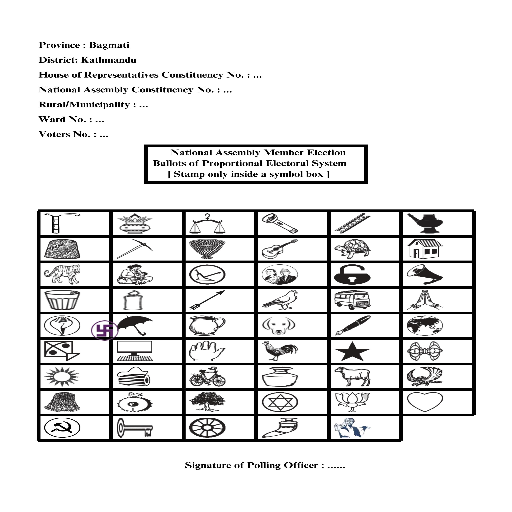 Province : Bagmati
District: Kathmandu
House of Representatives Constituency No. : ...
National Assembly Constituency No. : ...
Rural/Municipality : ...
Ward No. : ...
Voters No. : ...
National Assembly Member Election
Ballots of Proportional Electoral System
[ Stamp only inside a symbol box ]
Signature of Polling Officer : ......